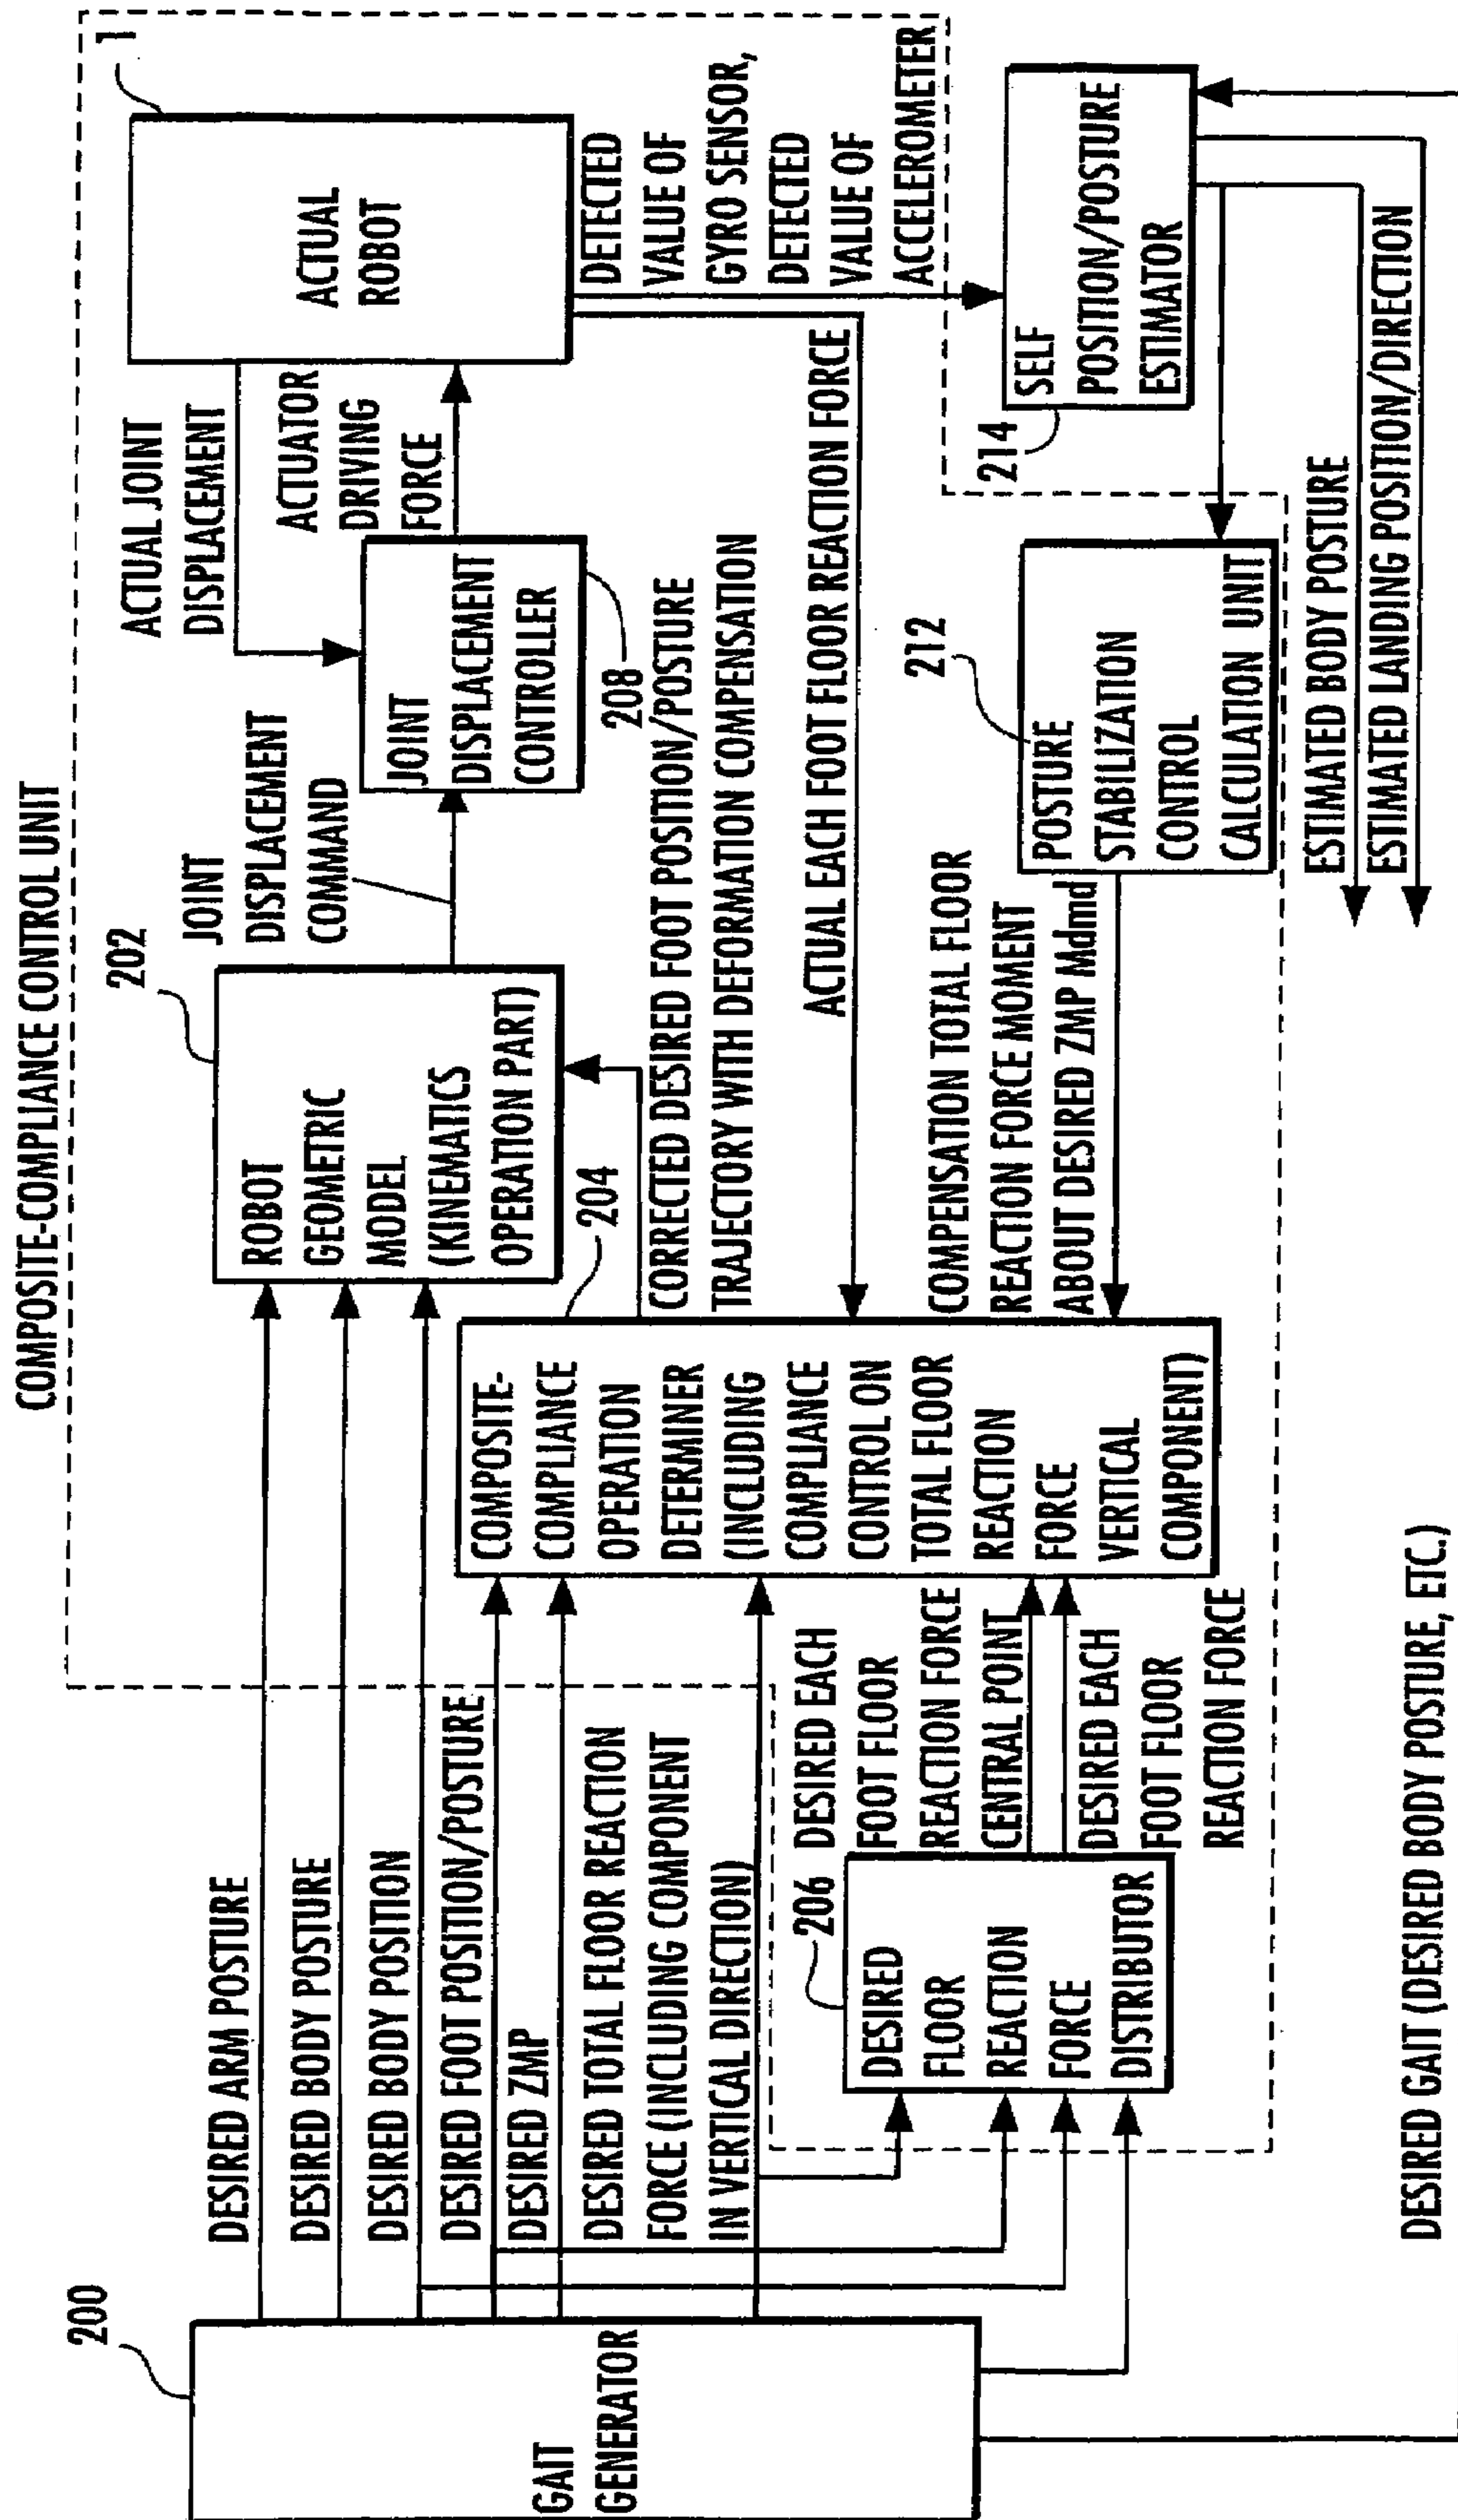 COMPOSITE-COMPLIANCE CONTROL UNIT
200
GAIT
GENERATOR
DESIRED ARM POSTURE
DESIRED BODY POSTURE
DESIRED BODY POSITION
DESIRED FOOT POSITION/POSTURE
DESIRED ZMP
DESIRED TOTAL FLOOR REACTION
FORCE (INCLUDING COMPONENT
IN VERTICAL DIRECTION)
206
DESIRED
FLOOR
REACTION
FORCE
DISTRIBUTOR
DESIRED EACH
FOOT FLOOR
REACTION FORCE
CENTRAL POINT
DESIRED EACH
FOOT FLOOR
REACTION FORCE
202
ROBOT
GEOMETRIC
MODEL
(KINEMATICS
OPERATION PART)
204
COMPOSITE-
COMPLIANCE
OPERATION
DETERMINER
(INCLUDING
COMPLIANCE
CONTROL ON
TOTAL FLOOR
REACTION
FORCE
VERTICAL
COMPONENT)
JOINT
DISPLACEMENT
COMMAND
CORRECTED DESIRED FOOT POSITION/POSTURE
TRAJECTORY WITH DEFORMATION COMPENSATION
ACTUAL EACH FOOT FLOOR REACTION FORCE
COMPENSATION TOTAL FLOOR
REACTION FORCE MOMENT
ABOUT DESIRED ZMP Mdmd
JOINT
DISPLACEMENT
CONTROLLER
208
ACTUAL JOINT
DISPLACEMENT
ACTUATOR
DRIVING
FORCE
1
ACTUAL
ROBOT
DETECTED
VALUE OF
GYRO SENSOR,
DETECTED
VALUE OF
ACCELEROMETER
212
POSTURE
STABILIZATION
CONTROL
CALCULATION UNIT
214
SELF
POSITION/POSTURE
ESTIMATOR
ESTIMATED BODY POSTURE
ESTIMATED LANDING POSITION/DIRECTION
DESIRED GAIT (DESIRED BODY POSTURE, ETC.)